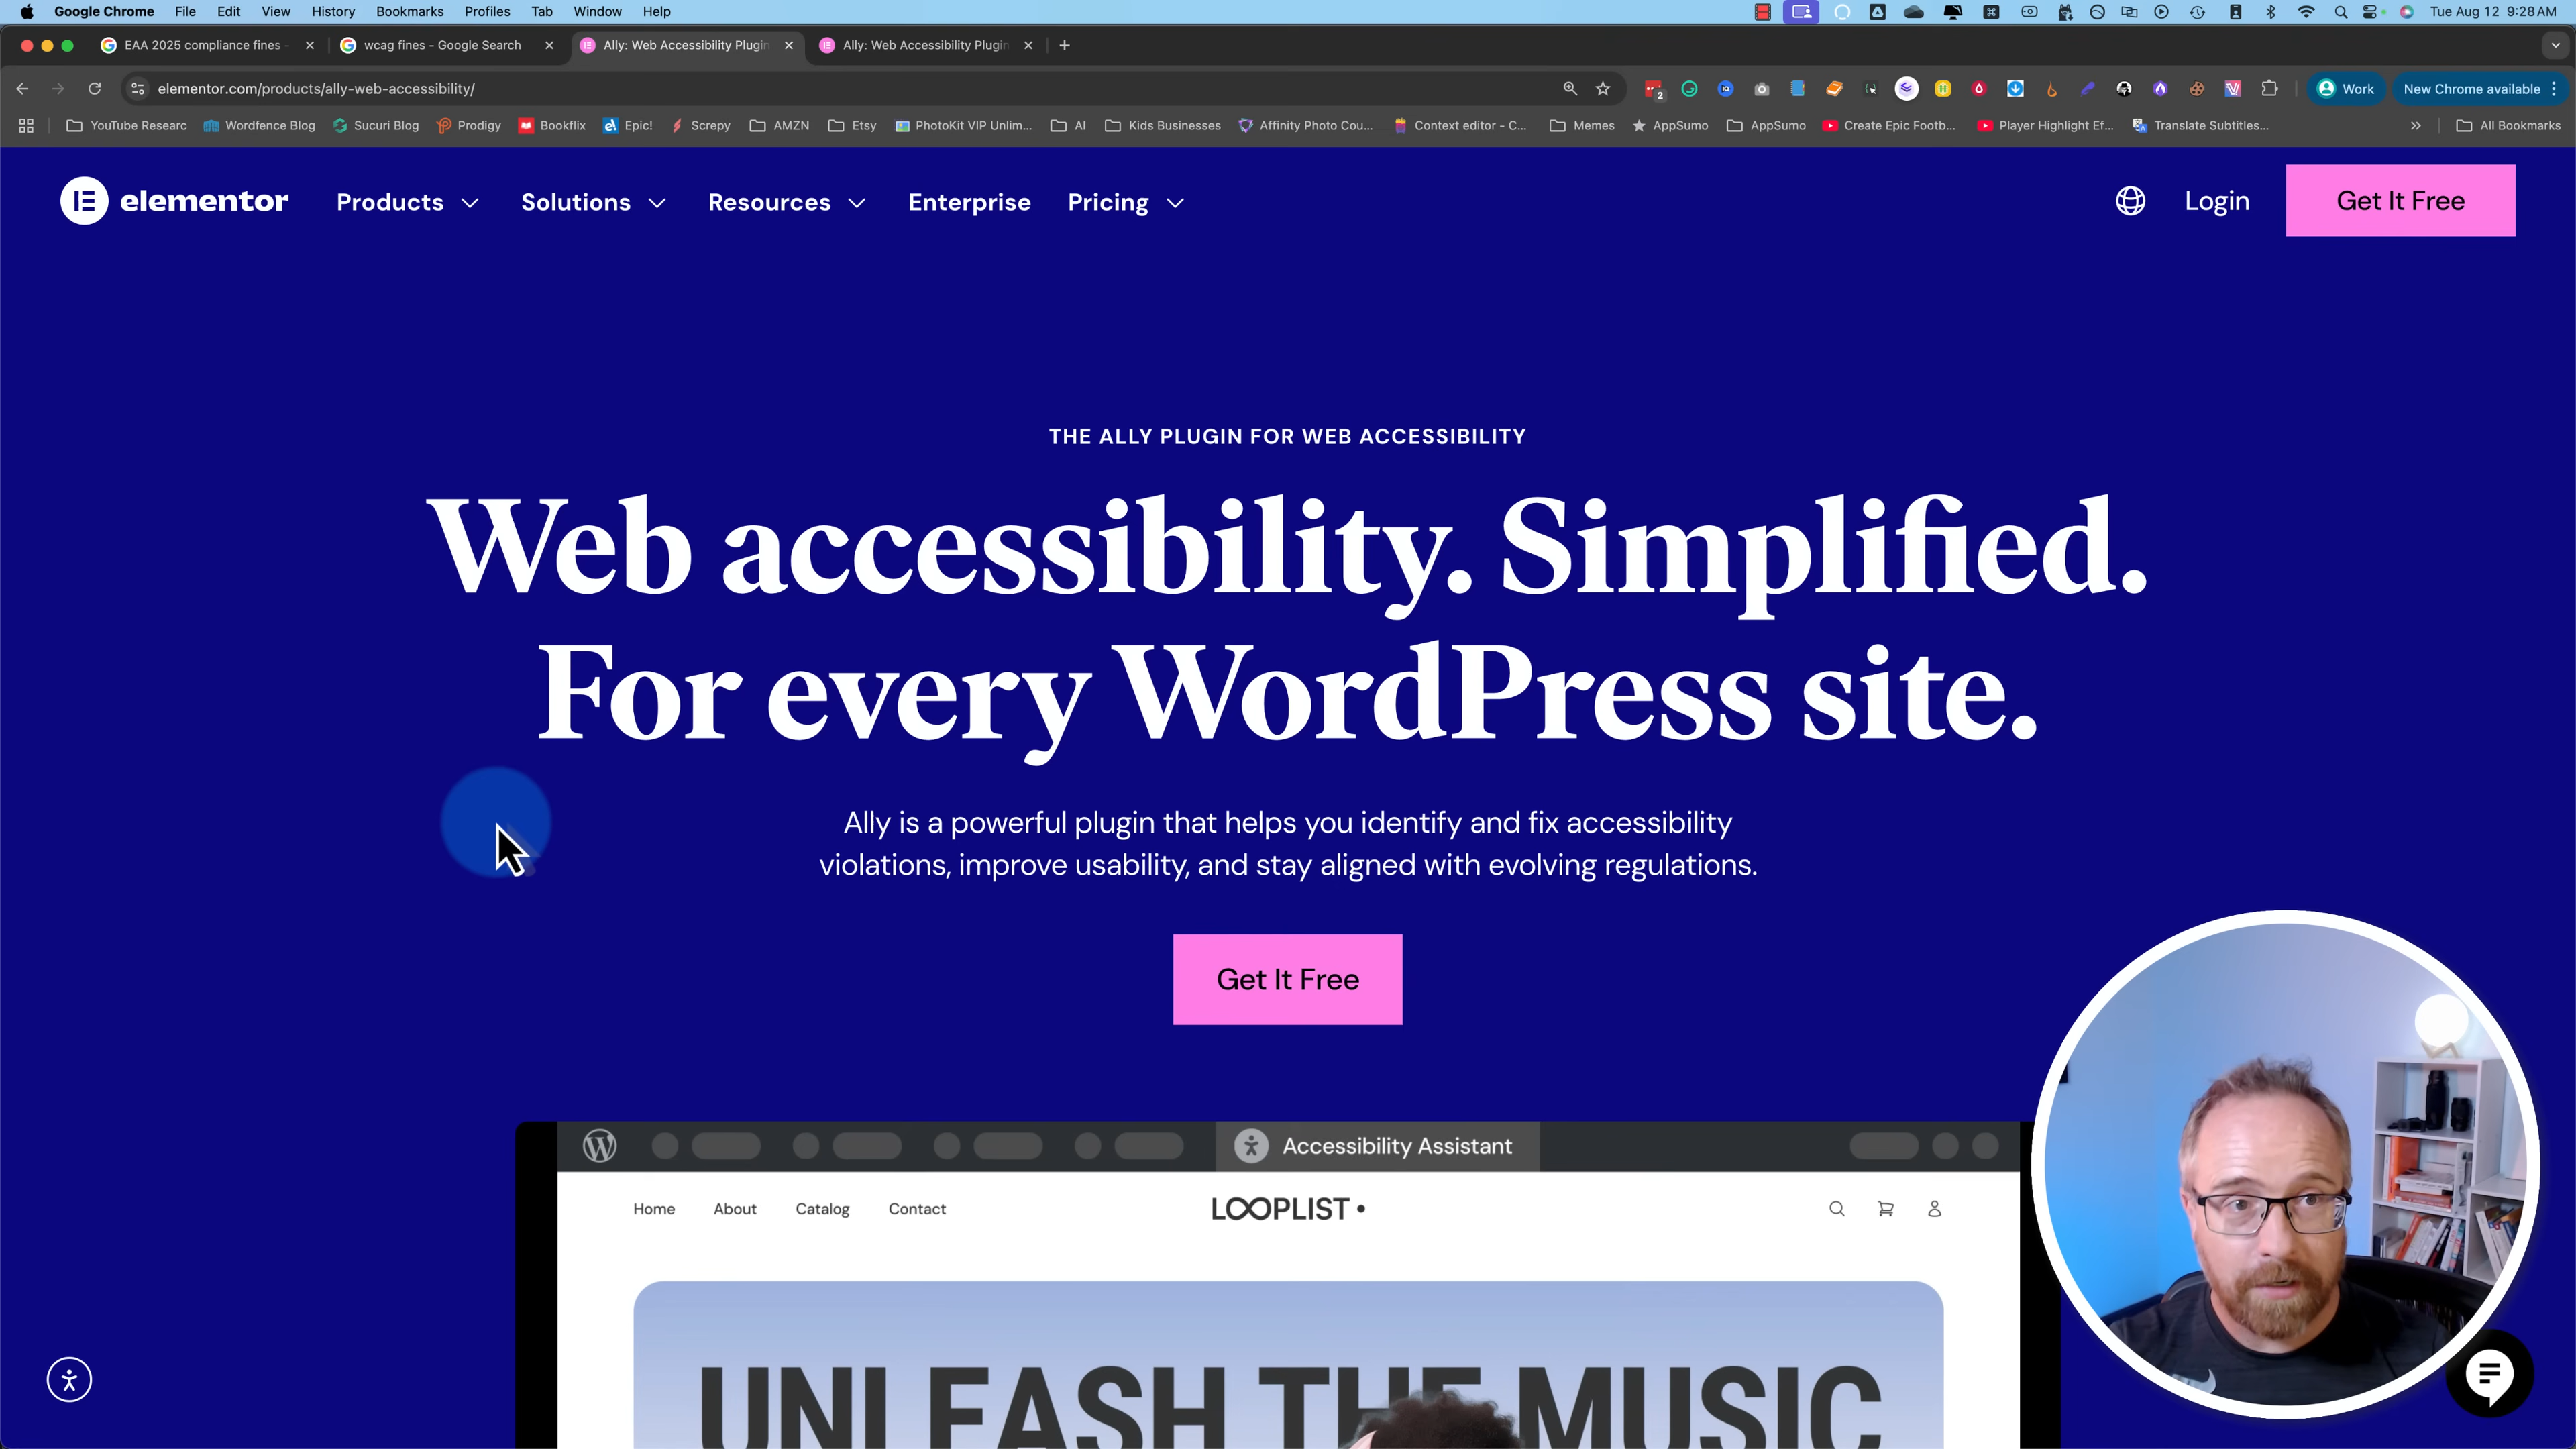 Google Chrome File Edit View History Bookmarks Profiles Tab Window Help Tue Aug 12 9:28 AM
EAA 2025 compliance fines - wcag fines - Google Search Ally: Web Accessibility Plugin Ally: Web Accessibility Plugin
elementor.com/products/ally-web-accessibility/ 2 Work New Chrome available
YouTube Researc Wordfence Blog Sucuri Blog Prodigy Bookflix Epic! Screpy AMZN Etsy PhotoKit VIP Unlim... AI Kids Businesses Affinity Photo Cou... Context editor - C... Memes AppSumo AppSumo Create Epic Footb... Player Highlight Ef... Translate Subtitles... All Bookmarks
elementor Products Solutions Resources Enterprise Pricing Login Get It Free
THE ALLY PLUGIN FOR WEB ACCESSIBILITY
Web accessibility. Simplified.
For every WordPress site.
Ally is a powerful plugin that helps you identify and fix accessibility
violations, improve usability, and stay aligned with evolving regulations.
Get It Free
Accessibility Assistant
Home About Catalog Contact LOOPLIST
UNLEASH THE MUSIC